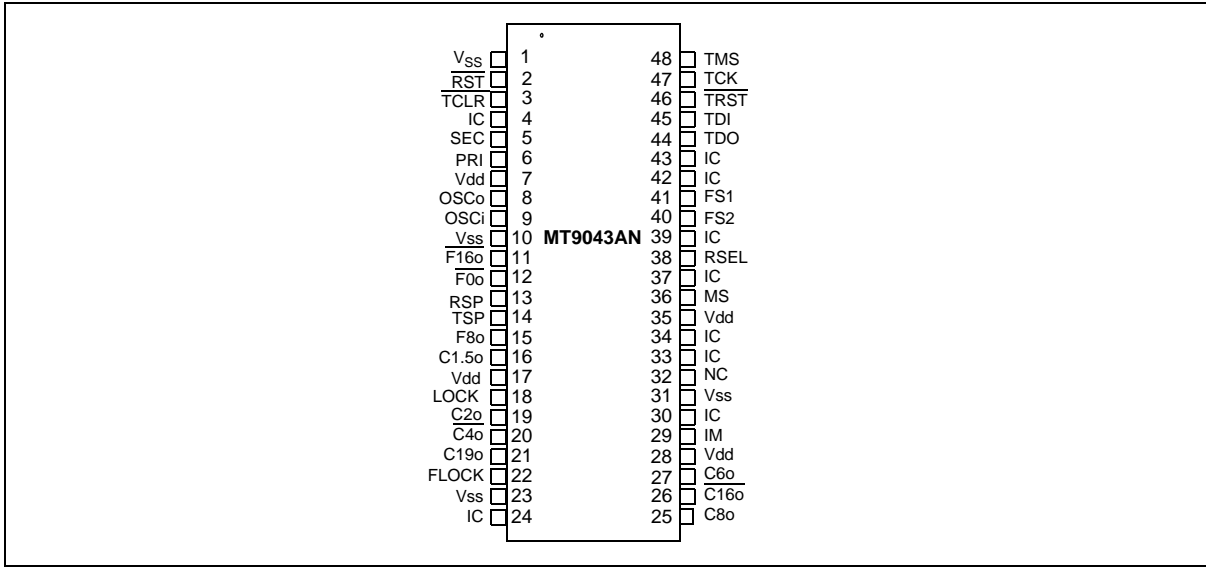 VSS 1 48 TMS
RST 2 47 TCK
TCLR 3 46 TRST
IC 4 45 TDI
SEC 5 44 TDO
PRI 6 43 IC
Vdd 7 42 IC
OSCo 8 41 FS1
OSCi 9 40 FS2
Vss 10 MT9043AN 39 IC
F16o 11 38 RSEL
F0o 12 37 IC
RSP 13 36 MS
TSP 14 35 Vdd
F8o 15 34 IC
C1.5o 16 33 IC
Vdd 17 32 NC
LOCK 18 31 Vss
C2o 19 30 IC
C4o 20 29 IM
C19o 21 28 Vdd
FLOCK 22 27 C6o
Vss 23 26 C16o
IC 24 25 C8o